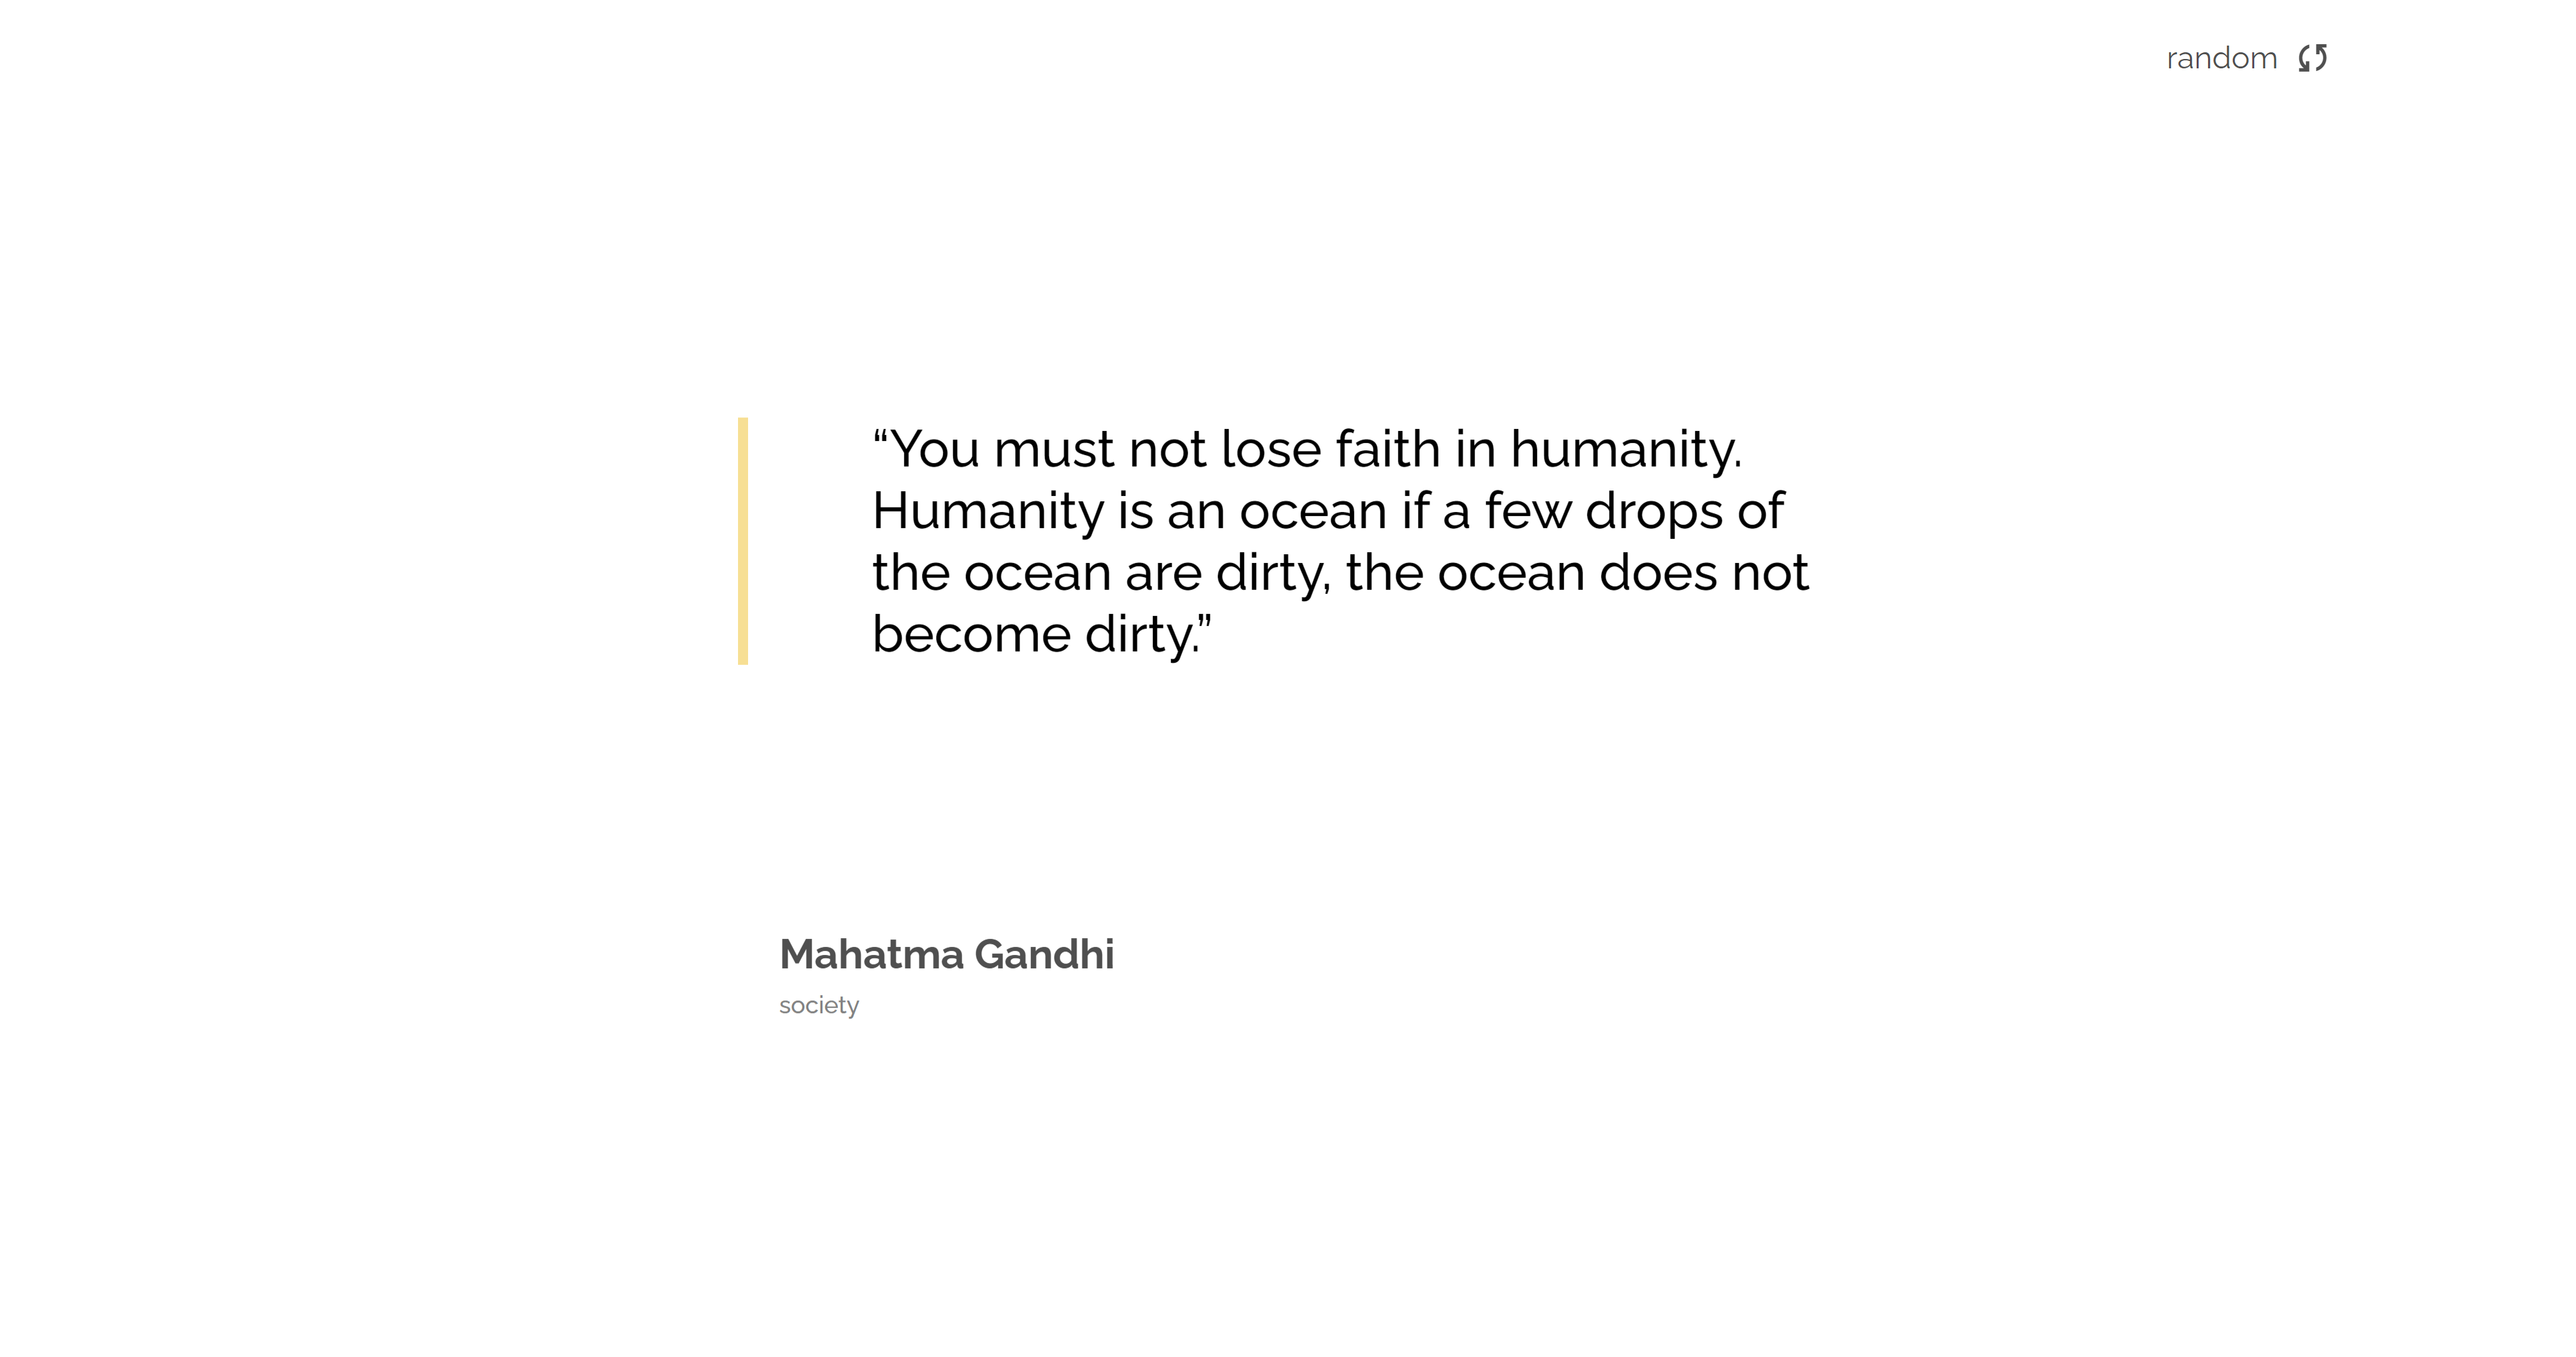 random
“You must not lose faith in humanity.
Humanity is an ocean if a few drops of
the ocean are dirty, the ocean does not
become dirty.”
Mahatma Gandhi
society